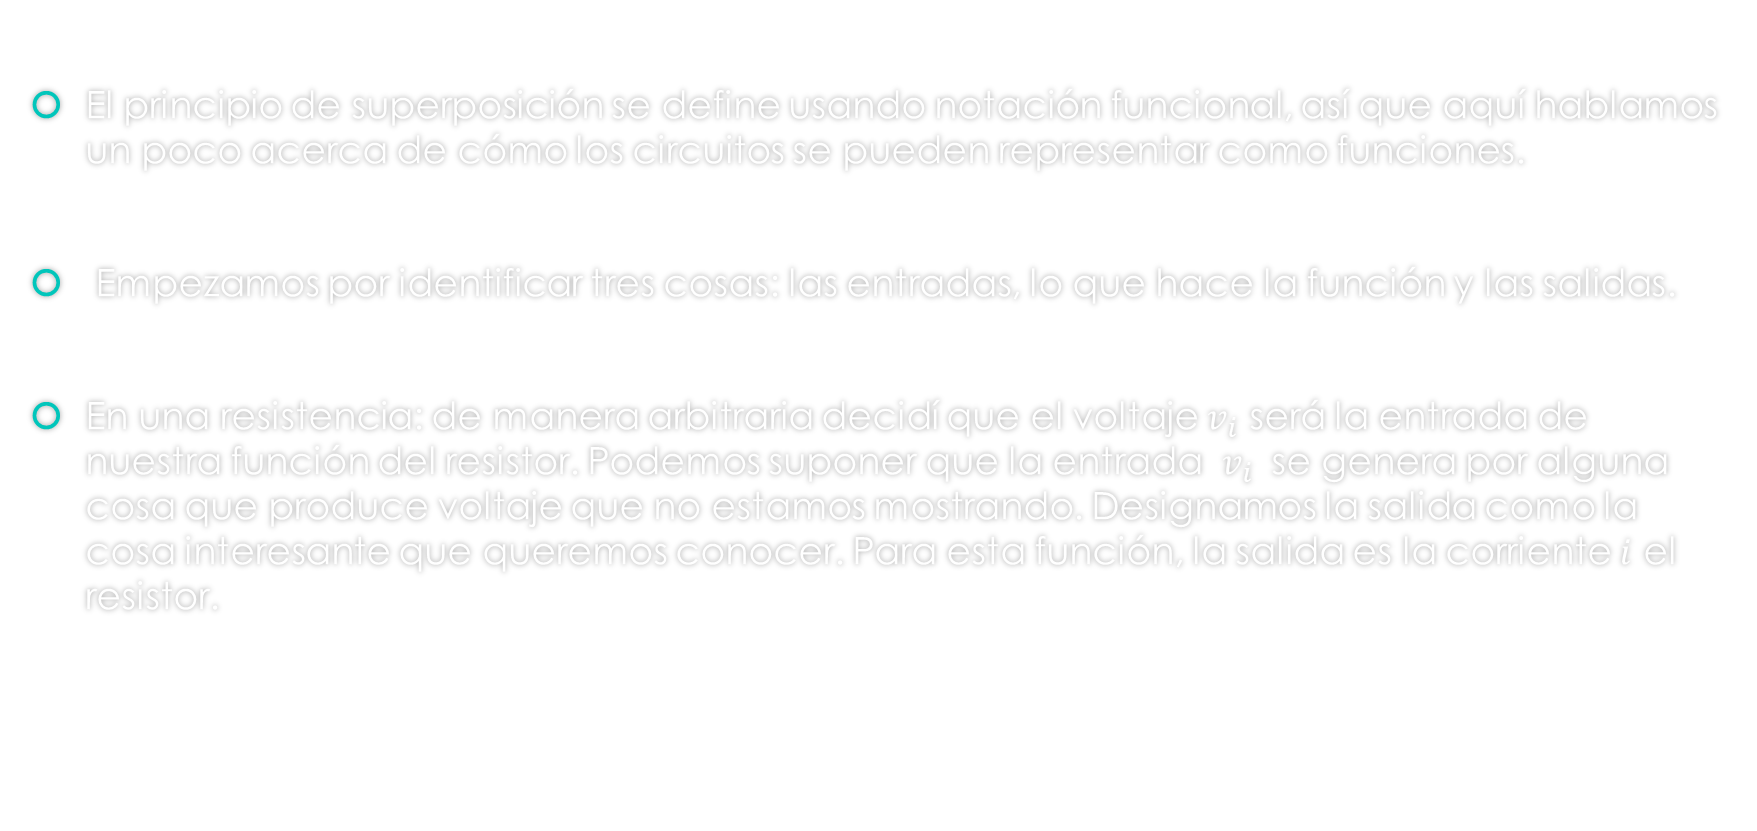 El principio de superposición se define usando notación funcional, así que aquí hablamos
un poco acerca de cómo los circuitos se pueden representar como funciones.
Empezamos por identificar tres cosas: las entradas, lo que hace la función y las salidas.
En una resistencia: de manera arbitraria decidí que el voltaje 𝑣ᵢ será la entrada de
nuestra función del resistor. Podemos suponer que la entrada 𝑣ᵢ se genera por alguna
cosa que produce voltaje que no estamos mostrando. Designamos la salida como la
cosa interesante que queremos conocer. Para esta función, la salida es la corriente 𝑖 el
resistor.